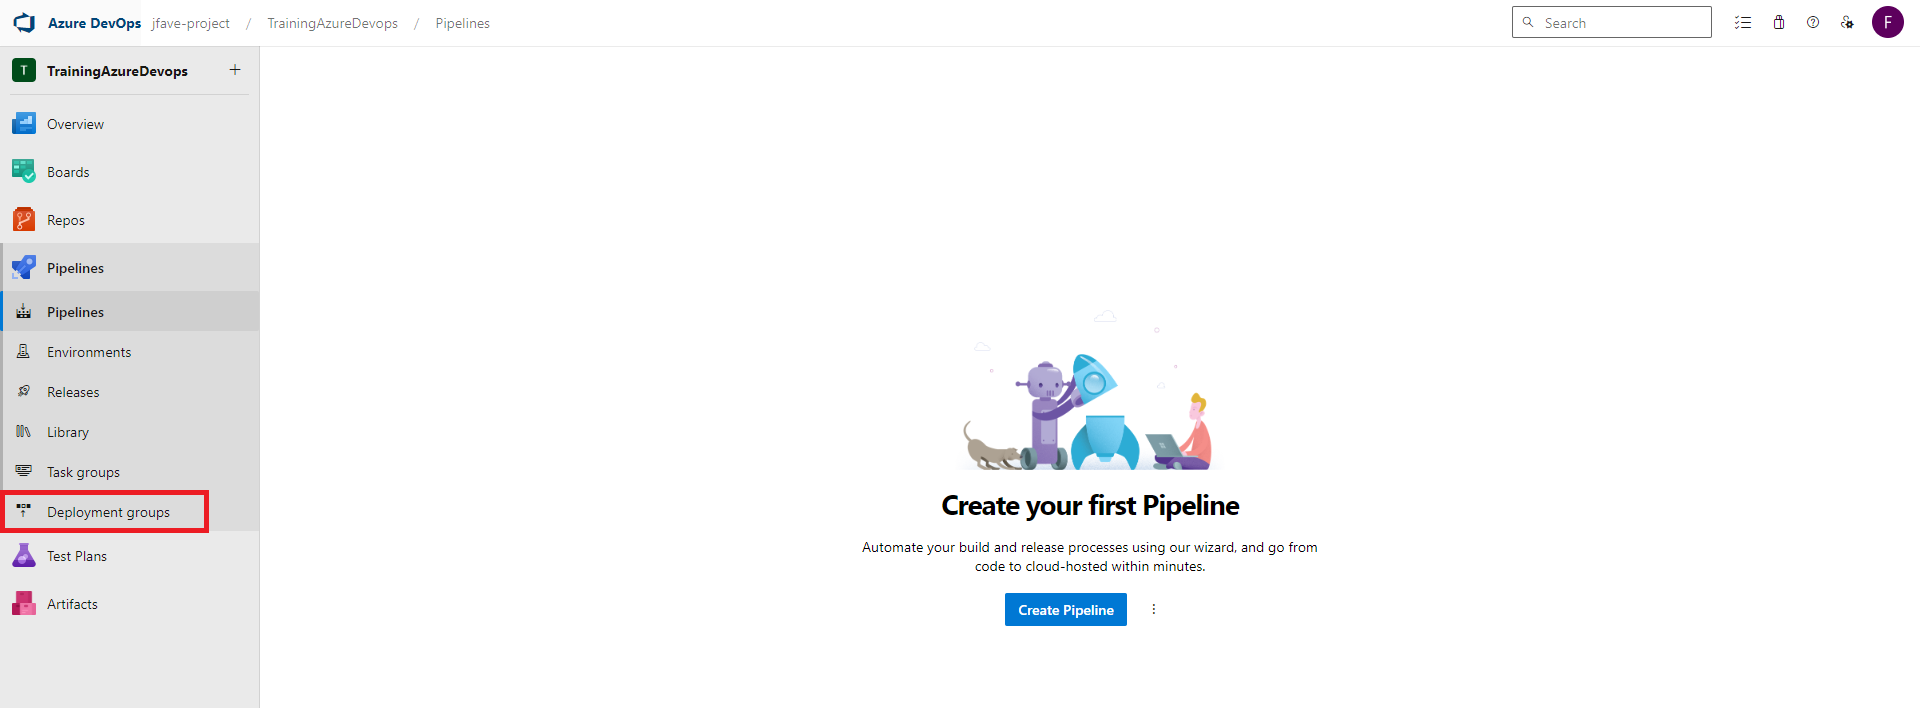 Azure DevOps jfave-project / TrainingAzureDevops / Pipelines
Search
F
T TrainingAzureDevops +
Overview
Boards
Repos
Pipelines
Pipelines
Environments
Releases
Library
Task groups
Deployment groups
Test Plans
Artifacts
Create your first Pipeline
Automate your build and release processes using our wizard, and go from
code to cloud-hosted within minutes.
Create Pipeline